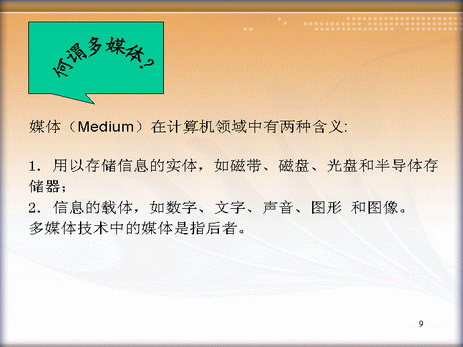 何谓多媒体?
媒体（Medium）在计算机领域中有两种含义:
1．用以存储信息的实体，如磁带、磁盘、光盘和半导体存
储器；
2．信息的载体，如数字、文字、声音、图形 和图像。
多媒体技术中的媒体是指后者。
9